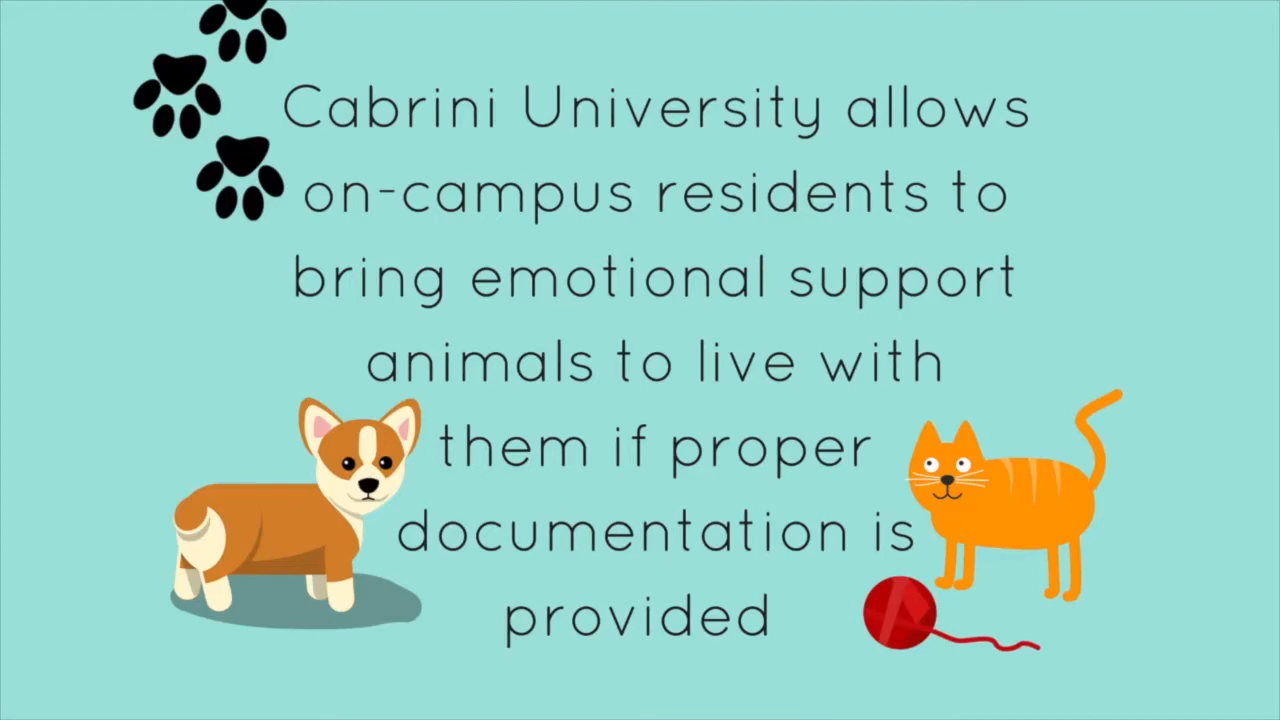 Cabrini University allows
on-campus residents to
bring emotional support
animals to live with
them if proper
documentation is
provided